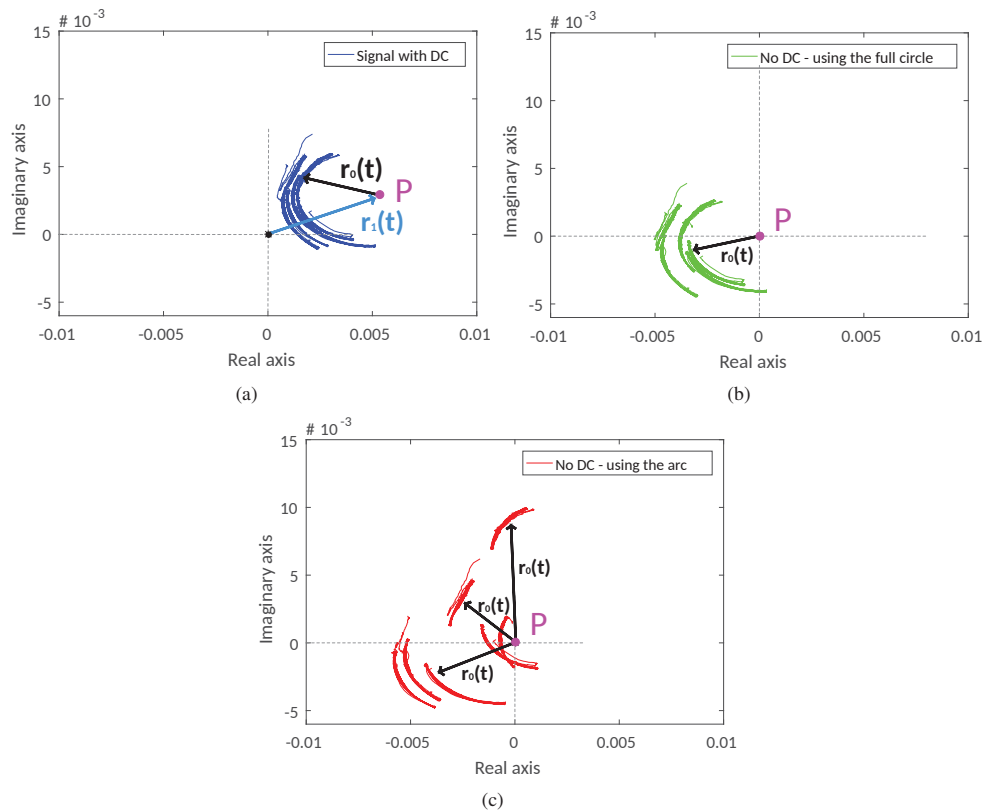 # 10 -3
15
Signal with DC
10
Imaginary axis
5
r0(t)
P
r1(t)
0
-5
-0.01 -0.005 0 0.005 0.01
Real axis
(a)
# 10 -3
15
No DC - using the full circle
10
Imaginary axis
5
P
0
r0(t)
-5
-0.01 -0.005 0 0.005 0.01
Real axis
(b)
# 10 -3
15
No DC - using the arc
10
Imaginary axis
r0(t)
5
r0(t)
P
0
r0(t)
-5
-0.01 -0.005 0 0.005 0.01
Real axis
(c)